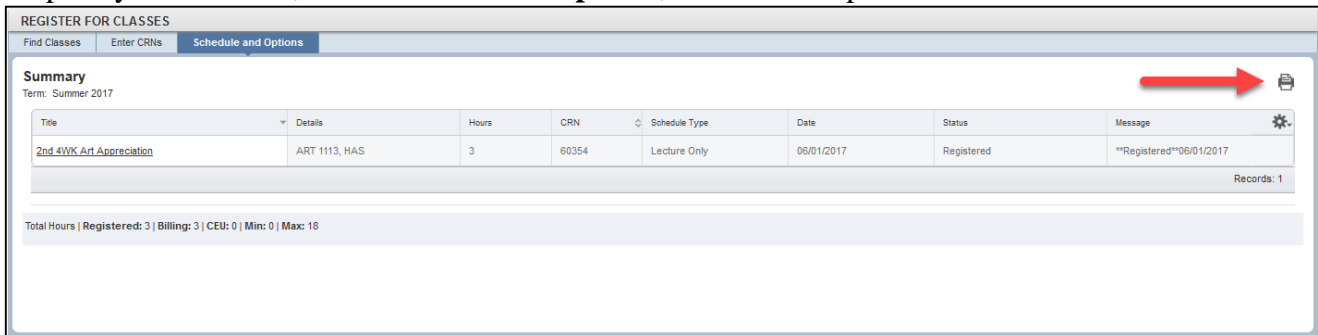 REGISTER FOR CLASSES
Find Classes Enter CRNs Schedule and Options
Summary
Term: Summer 2017
Title Details Hours CRN Schedule Type Date Status Message
2nd 4WK Art Appreciation ART 1113, HAS 3 60354 Lecture Only 06/01/2017 Registered **Registered**06/01/2017
Records: 1
Total Hours | Registered: 3 | Billing: 3 | CEU: 0 | Min: 0 | Max: 18